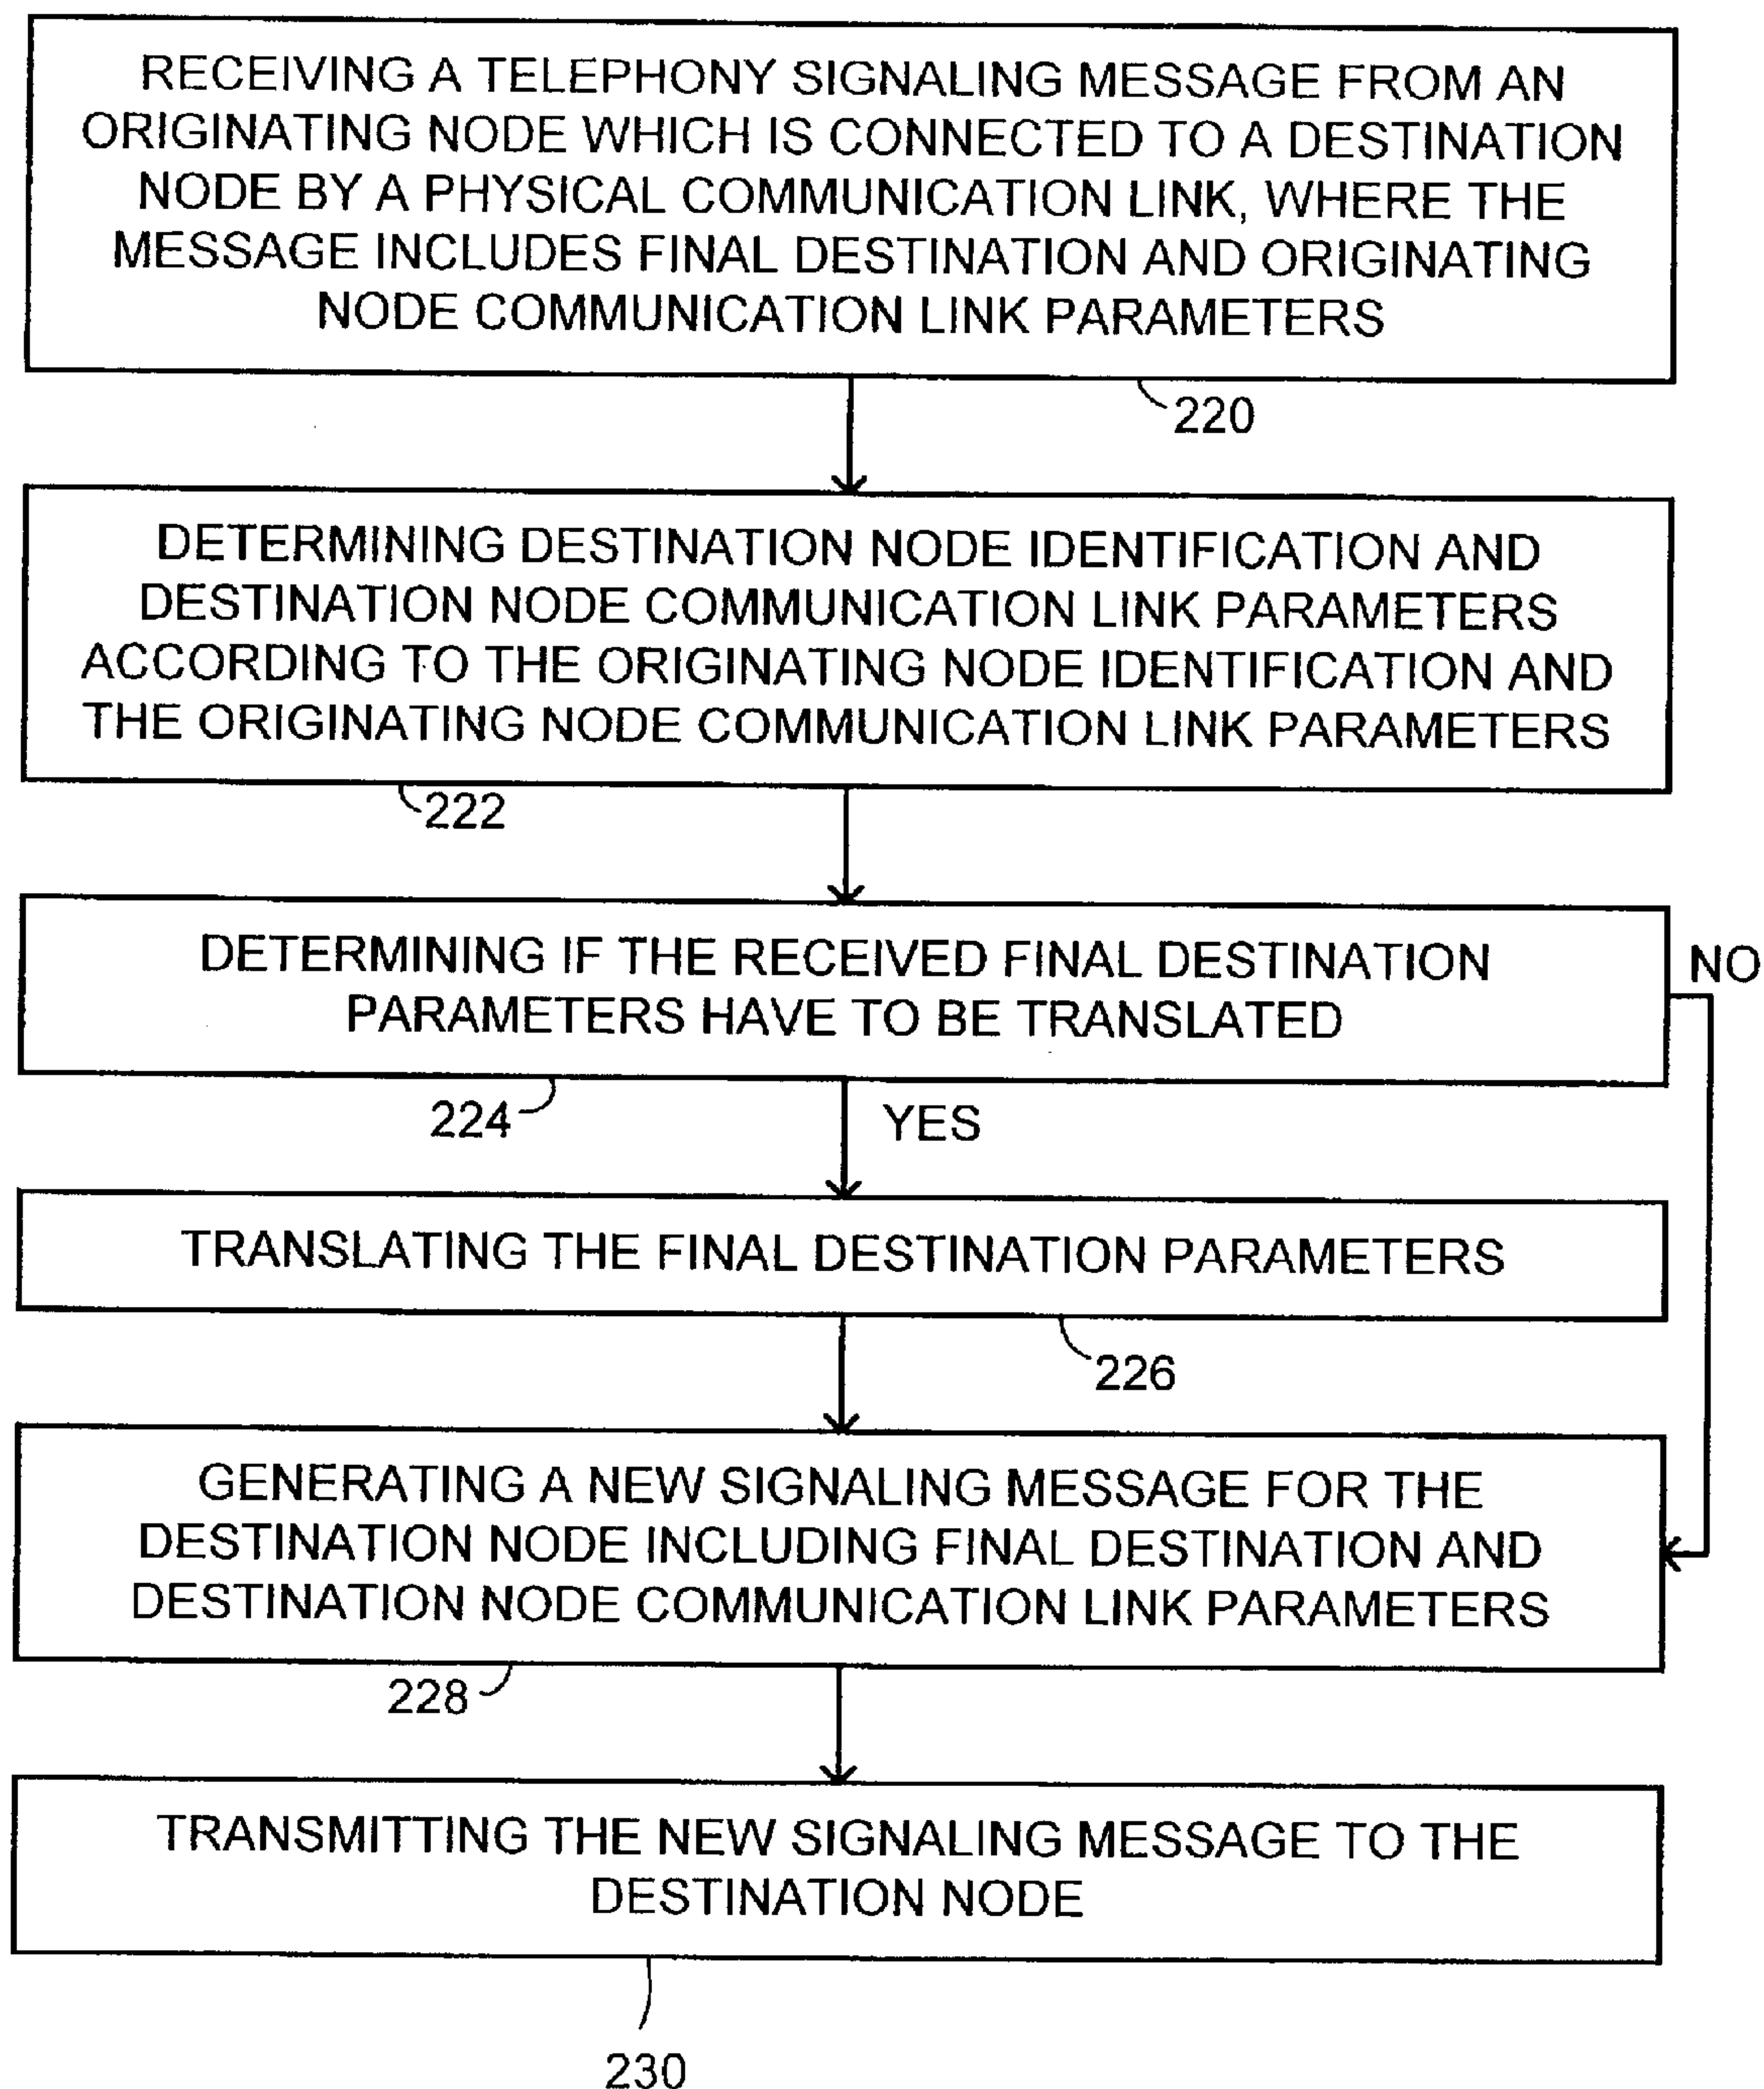 RECEIVING A TELEPHONY SIGNALING MESSAGE FROM AN
ORIGINATING NODE WHICH IS CONNECTED TO A DESTINATION
NODE BY A PHYSICAL COMMUNICATION LINK, WHERE THE
MESSAGE INCLUDES FINAL DESTINATION AND ORIGINATING
NODE COMMUNICATION LINK PARAMETERS
220
DETERMINING DESTINATION NODE IDENTIFICATION AND
DESTINATION NODE COMMUNICATION LINK PARAMETERS
ACCORDING TO THE ORIGINATING NODE IDENTIFICATION AND
THE ORIGINATING NODE COMMUNICATION LINK PARAMETERS
222
DETERMINING IF THE RECEIVED FINAL DESTINATION
PARAMETERS HAVE TO BE TRANSLATED
NO
224
YES
TRANSLATING THE FINAL DESTINATION PARAMETERS
226
GENERATING A NEW SIGNALING MESSAGE FOR THE
DESTINATION NODE INCLUDING FINAL DESTINATION AND
DESTINATION NODE COMMUNICATION LINK PARAMETERS
228
TRANSMITTING THE NEW SIGNALING MESSAGE TO THE
DESTINATION NODE
230